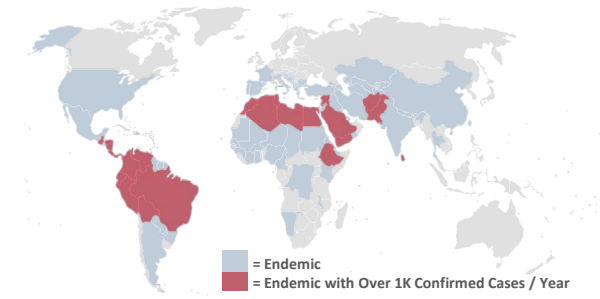 = Endemic
= Endemic with Over 1K Confirmed Cases / Year